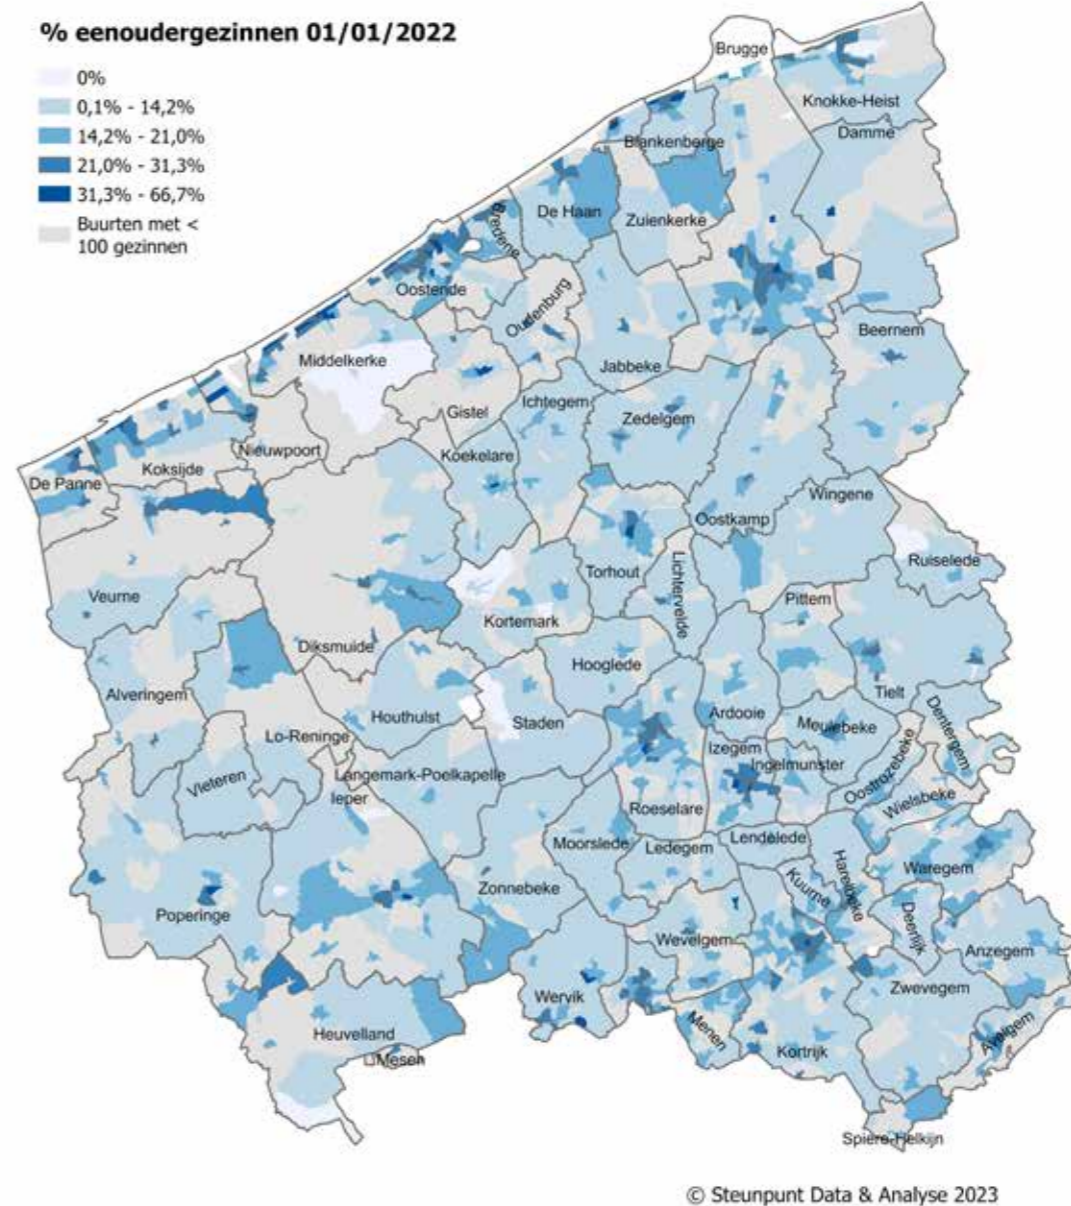 % eenoudergezinnen 01/01/2022
0%
0,1% - 14,2%
14,2% - 21,0%
21,0% - 31,3%
31,3% - 66,7%
Buurten met <
100 gezinnen
Brugge
Knokke-Heist
Damme
Blankenberge
De Haan
Zuienkerke
Bredene
Oostende
Oudenburg
Beernem
Middelkerke
Jabbeke
Ichtegem
Gistel
Zedelgem
Nieuwpoort
Koekelare
Koksijde
De Panne
Wingene
Oostkamp
Ruiselede
Torhout
Lichtervelde
Veurne
Pittem
Kortemark
Diksmuide
Hooglede
Alveringem
Tielt
Houthulst
Staden
Ardooie
Meulebeke
Dentergem
Lo-Reninge
Izegem
Ingelmunster
Oostrozebeke
Langemark-Poelkapelle
Vleteren
Ieper
Wielsbeke
Roeselare
Moorslede
Ledegem
Lendelede
Waregem
Harelbeke
Kuurne
Zonnebeke
Poperinge
Deerlijk
Wevelgem
Anzegem
Zwevegem
Wervik
Heuvelland
Menen
Avelgem
Kortrijk
Mesen
Spiere-Helkijn
© Steunpunt Data & Analyse 2023